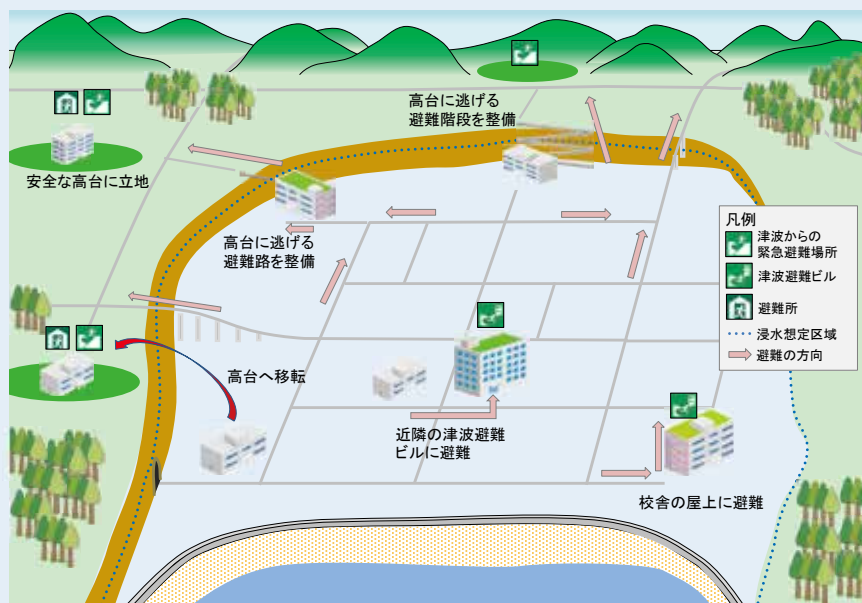 高台に逃げる
避難階段を整備
安全な高台に立地
高台に逃げる
避難路を整備
凡例
津波からの
緊急避難場所
津波避難ビル
避難所
浸水想定区域
避難の方向
高台へ移転
近隣の津波避難
ビルに避難
校舎の屋上に避難